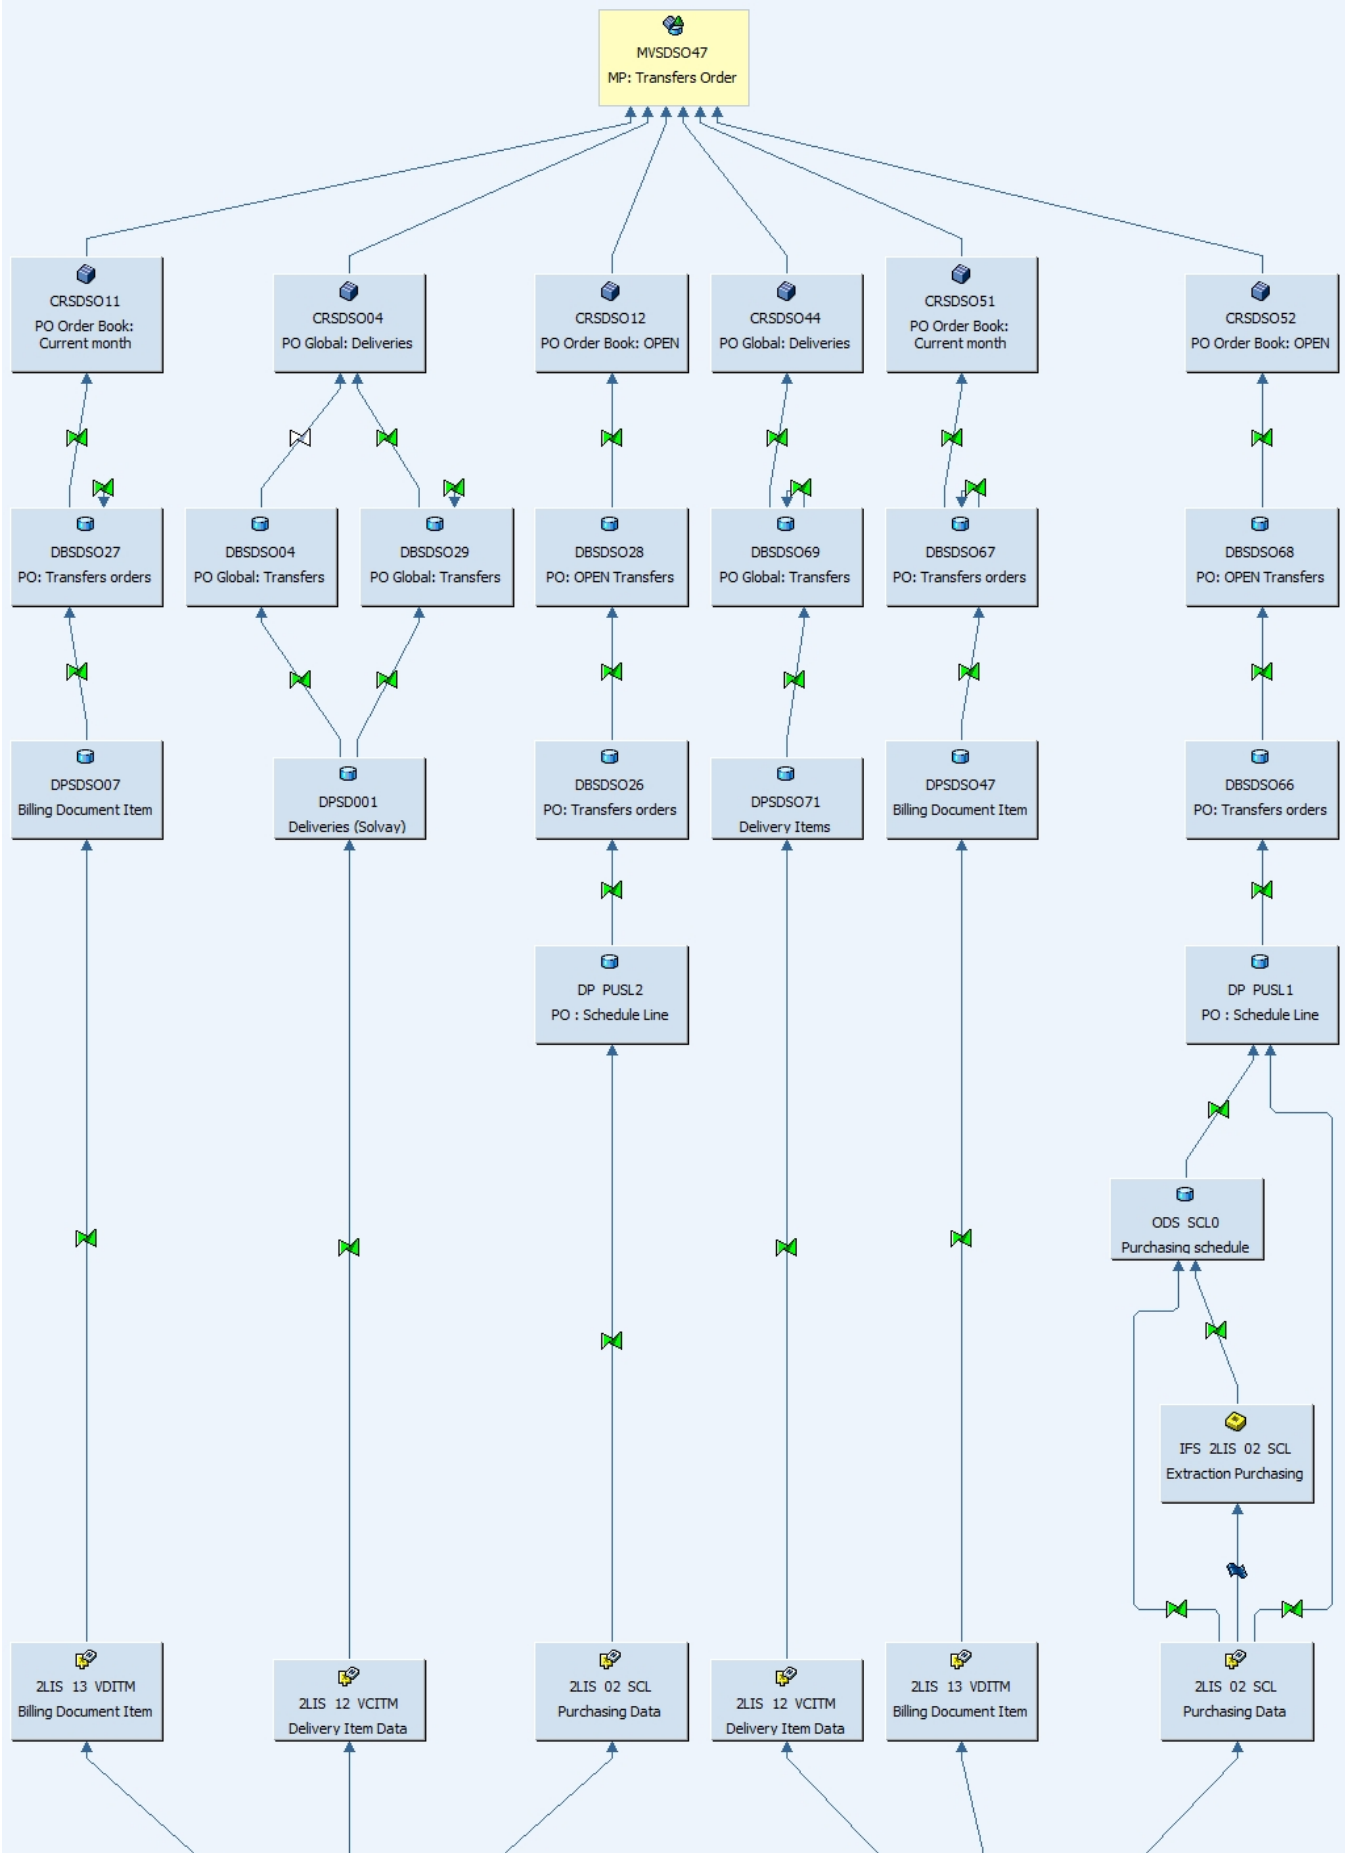 MVSDSO47
MP: Transfers Order
CRSDSO11
PO Order Book:
Current month
CRSDSO04
PO Global: Deliveries
CRSDSO12
PO Order Book: OPEN
CRSDSO44
PO Global: Deliveries
CRSDSO51
PO Order Book:
Current month
CRSDSO52
PO Order Book: OPEN
DBSDSO27
PO: Transfers orders
DBSDSO04
PO Global: Transfers
DBSDSO29
PO Global: Transfers
DBSDSO28
PO: OPEN Transfers
DBSDSO69
PO Global: Transfers
DBSDSO67
PO: Transfers orders
DBSDSO68
PO: OPEN Transfers
DPSDSO07
Billing Document Item
DPSD001
Deliveries (Solvay)
DBSDSO26
PO: Transfers orders
DPSDSO71
Delivery Items
DPSDSO47
Billing Document Item
DBSDSO66
PO: Transfers orders
DP PUSL2
PO : Schedule Line
DP PUSL1
PO : Schedule Line
ODS SCL0
Purchasing schedule
IFS 2LIS 02 SCL
Extraction Purchasing
2LIS 13 VDITM
Billing Document Item
2LIS 12 VCITM
Delivery Item Data
2LIS 02 SCL
Purchasing Data
2LIS 12 VCITM
Delivery Item Data
2LIS 13 VDITM
Billing Document Item
2LIS 02 SCL
Purchasing Data